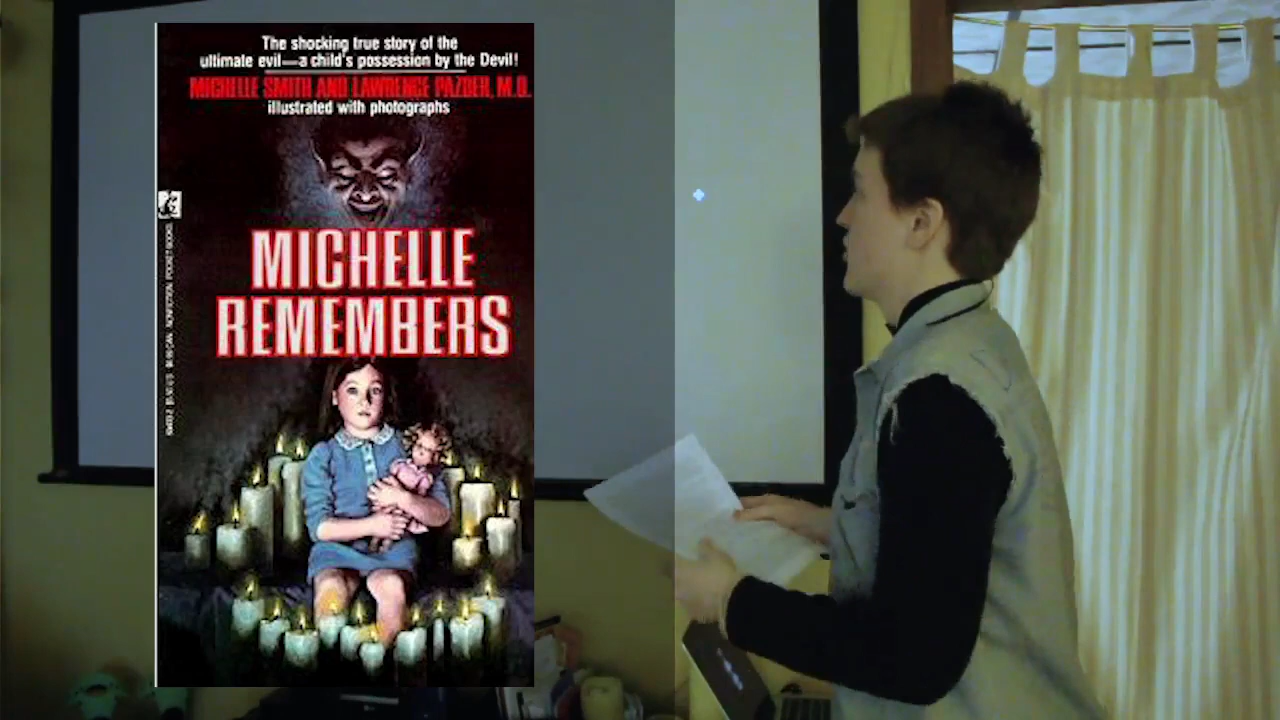 The shocking true story of the
ultimate evil—a child's possession by the Devil!
MICHELLE SMITH AND LAWRENCE PAZDER, M.D.
illustrated with photographs
MICHELLE
REMEMBERS